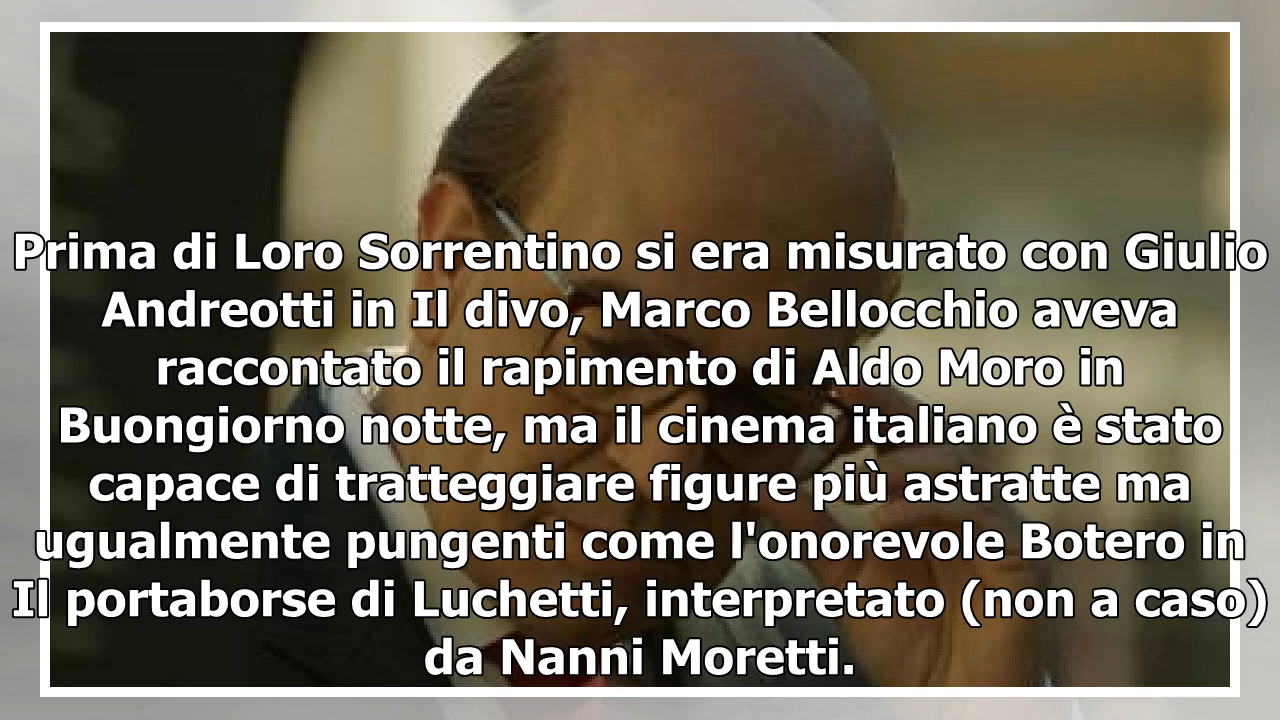 Prima di Loro Sorrentino si era misurato con Giulio
Andreotti in Il divo, Marco Bellocchio aveva
raccontato il rapimento di Aldo Moro in
Buongiorno notte, ma il cinema italiano è stato
capace di tratteggiare figure più astratte ma
ugualmente pungenti come l'onorevole Botero in
Il portaborse di Luchetti, interpretato (non a caso)
da Nanni Moretti.